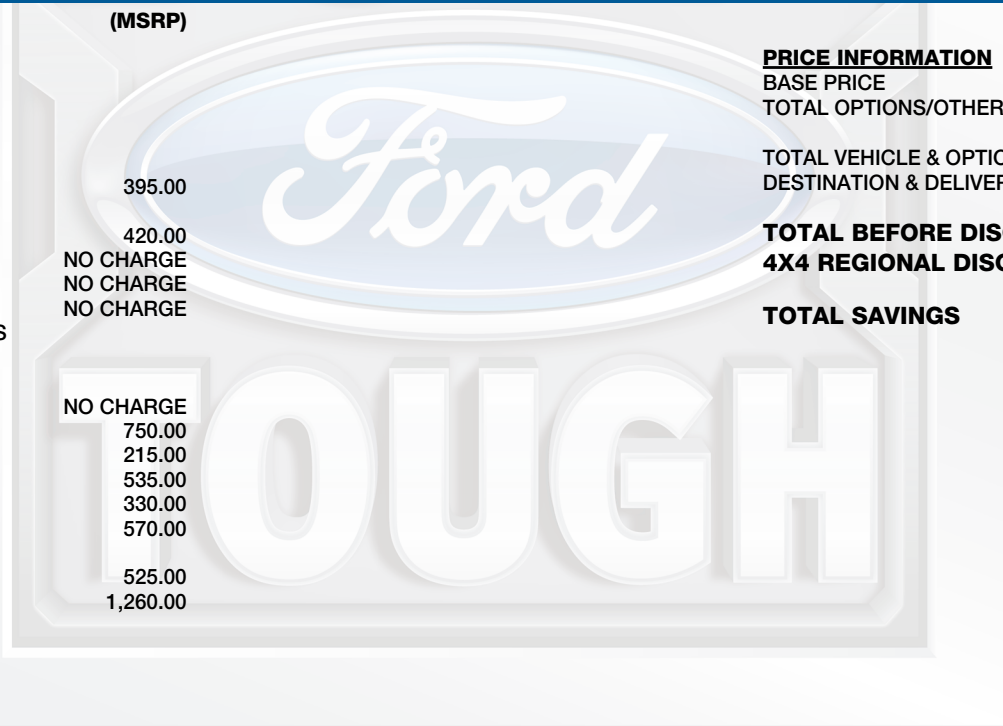 (MSRP)
395.00
420.00
NO CHARGE
NO CHARGE
NO CHARGE
S
NO CHARGE
750.00
215.00
535.00
330.00
570.00
525.00
1,260.00
PRICE INFORMATION
BASE PRICE
TOTAL OPTIONS/OTHER
TOTAL VEHICLE & OPTIO
DESTINATION & DELIVER
TOTAL BEFORE DISC
4X4 REGIONAL DISC
TOTAL SAVINGS
Ford
TOUGH